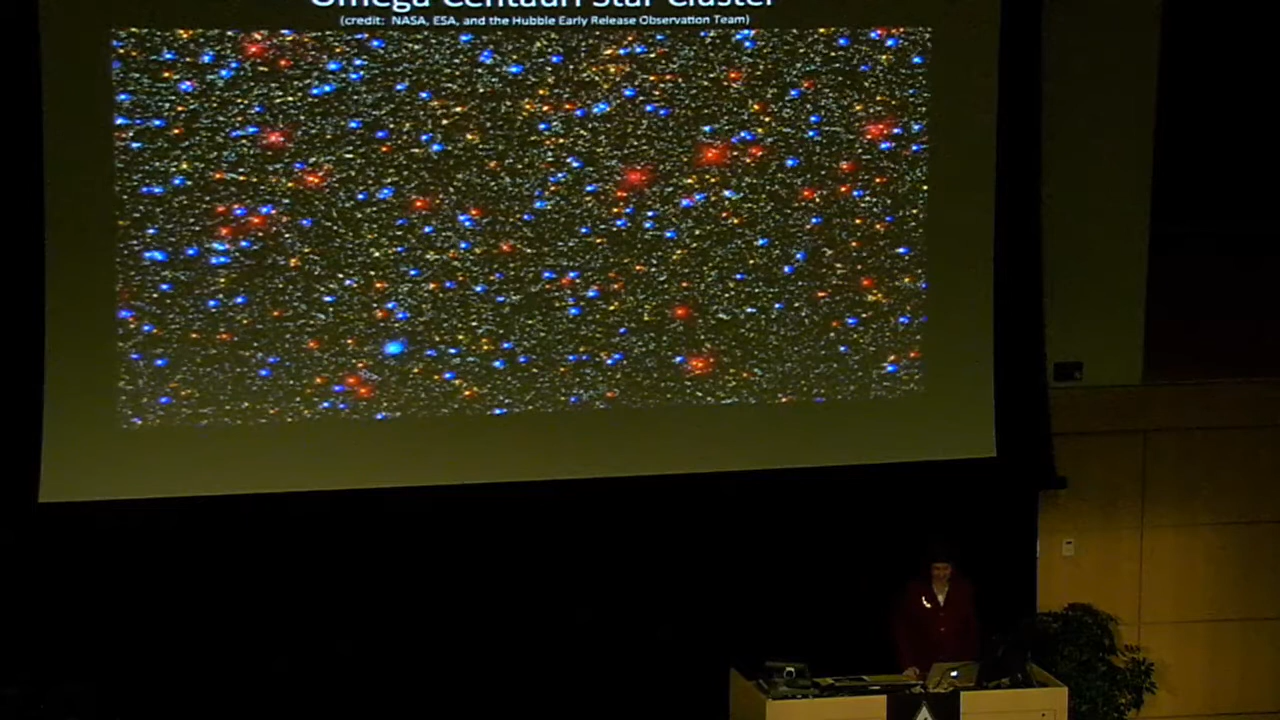 Omega Centauri Star Cluster
(credit: NASA, ESA, and the Hubble Early Release Observation Team)